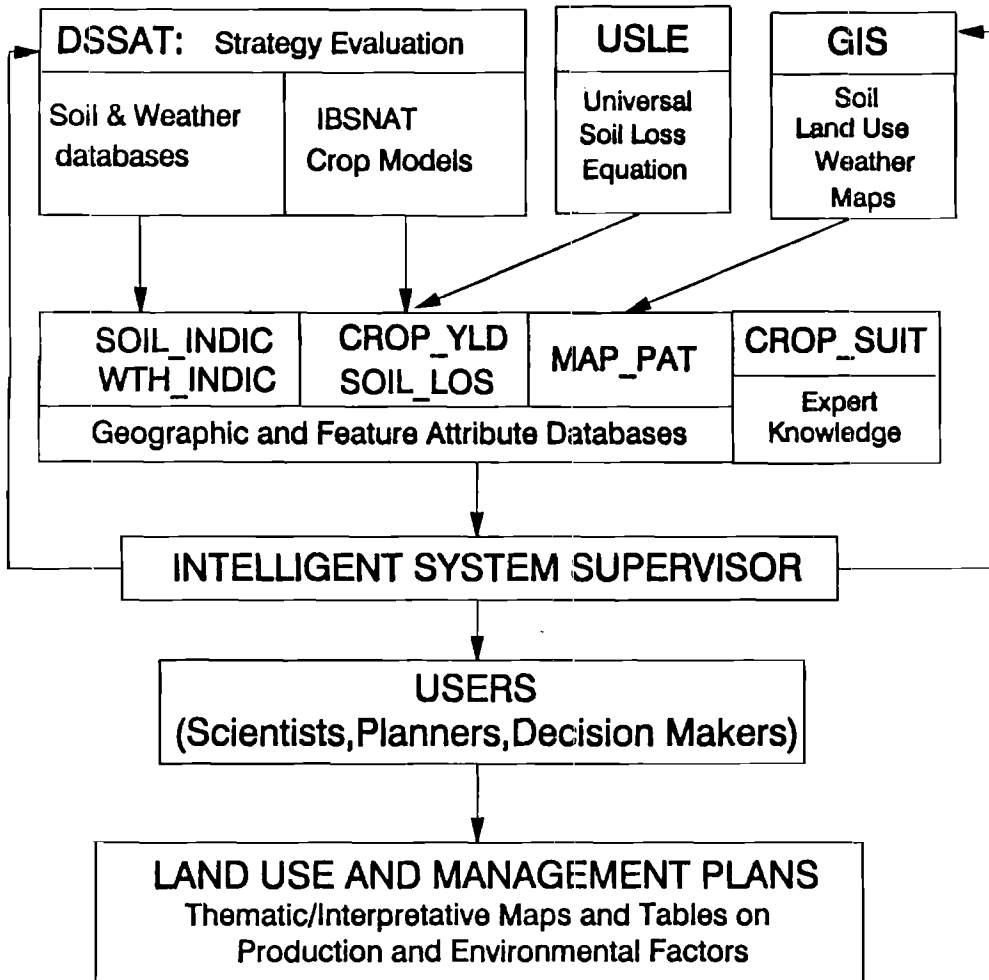 DSSAT: Strategy Evaluation
Soil & Weather
databases
IBSNAT
Crop Models
USLE
Universal
Soil Loss
Equation
GIS
Soil
Land Use
Weather
Maps
SOIL_INDIC
WTH_INDIC
CROP_YLD
SOIL_LOS
MAP_PAT
CROP_SUIT
Expert
Knowledge
Geographic and Feature Attribute Databases
INTELLIGENT SYSTEM SUPERVISOR
USERS
(Scientists,Planners,Decision Makers)
LAND USE AND MANAGEMENT PLANS
Thematic/Interpretative Maps and Tables on
Production and Environmental Factors